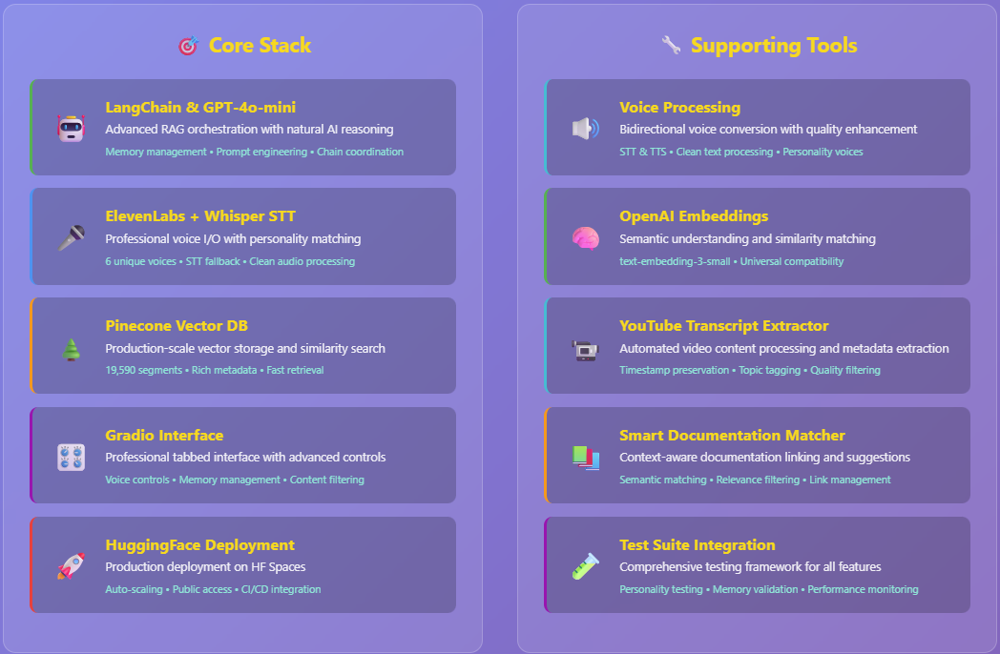 Core Stack
LangChain & GPT-4o-mini
Advanced RAG orchestration with natural AI reasoning
Memory management • Prompt engineering • Chain coordination
ElevenLabs + Whisper STT
Professional voice I/O with personality matching
6 unique voices • STT fallback • Clean audio processing
Pinecone Vector DB
Production-scale vector storage and similarity search
19,590 segments • Rich metadata • Fast retrieval
Gradio Interface
Professional tabbed interface with advanced controls
Voice controls • Memory management • Content filtering
HuggingFace Deployment
Production deployment on HF Spaces
Auto-scaling • Public access • CI/CD integration
Supporting Tools
Voice Processing
Bidirectional voice conversion with quality enhancement
STT & TTS • Clean text processing • Personality voices
OpenAI Embeddings
Semantic understanding and similarity matching
text-embedding-3-small • Universal compatibility
YouTube Transcript Extractor
Automated video content processing and metadata extraction
Timestamp preservation • Topic tagging • Quality filtering
Smart Documentation Matcher
Context-aware documentation linking and suggestions
Semantic matching • Relevance filtering • Link management
Test Suite Integration
Comprehensive testing framework for all features
Personality testing • Memory validation • Performance monitoring